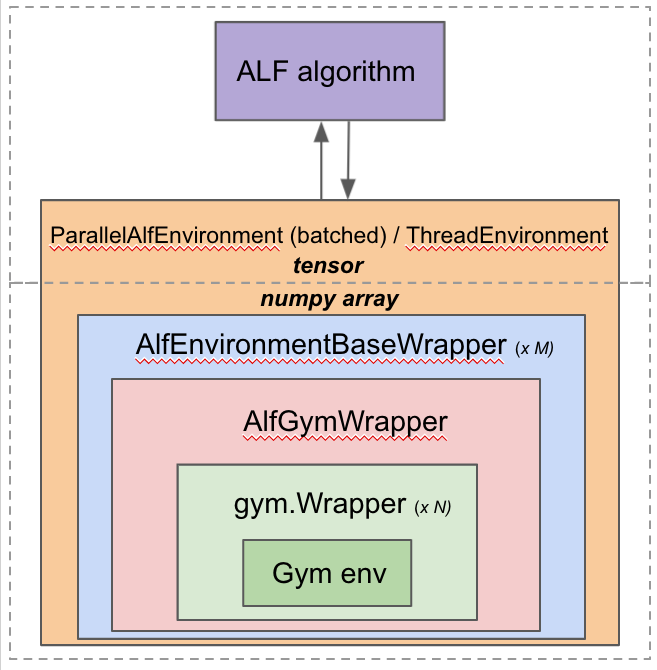 ALF algorithm
ParallelAlfEnvironment (batched) / ThreadEnvironment
tensor
numpy array
AlfEnvironmentBaseWrapper (x M)
AlfGymWrapper
gym.Wrapper (x N)
Gym env